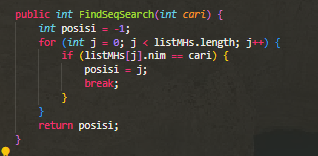 public int FindSeqSearch(int cari) {
    int posisi = -1;
    for (int j = 0; j < listMHs.length; j++) {
        if (listMHs[j].nim == cari) {
            posisi = j;
            break;
        }
    }
    return posisi;
}